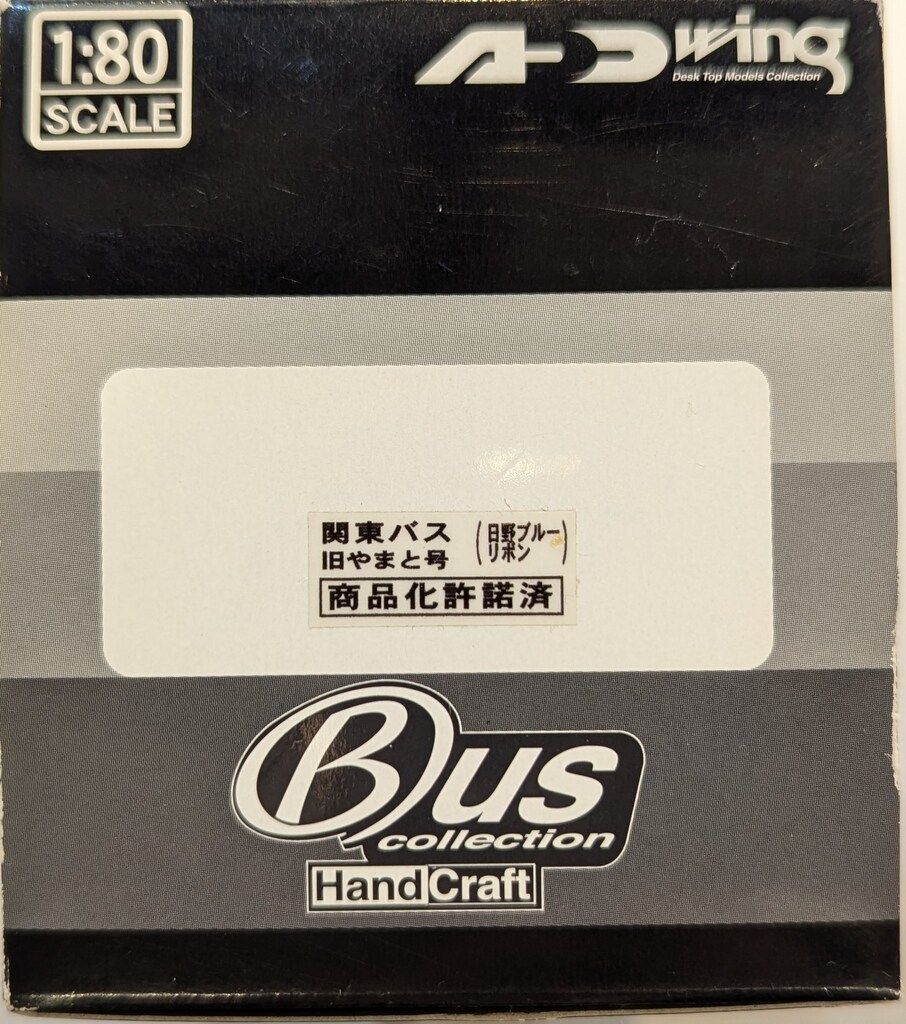 1:80
SCALE
ADwing
Desk Top Models Collection
関東バス
旧やまと号
(日野ブルー
リボン)
商品化許諾済
Bus
collection
HandCraft